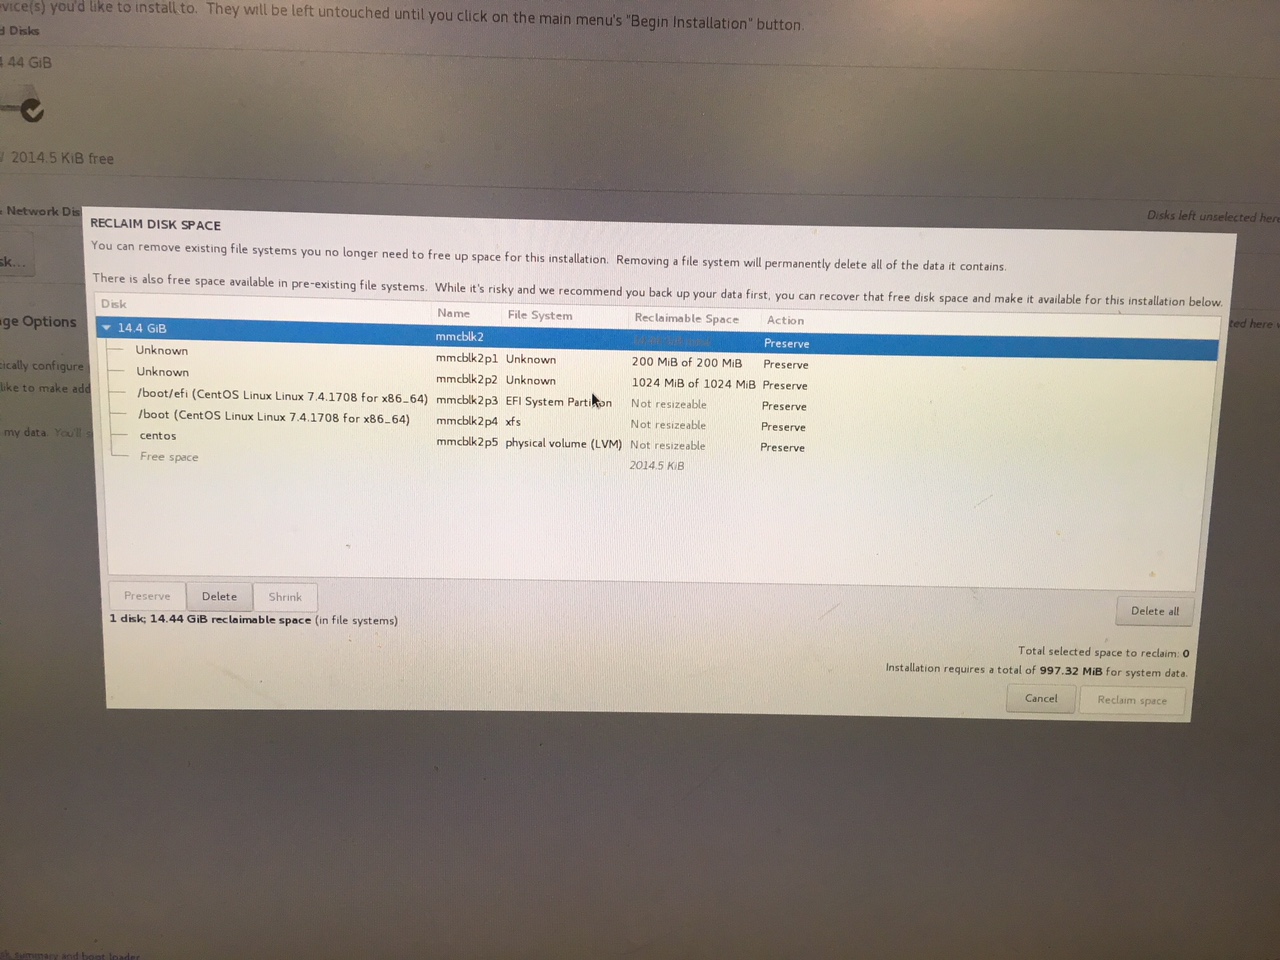 vice(s) you'd like to install to. They will be left untouched until you click on the main menu's "Begin Installation" button.
Disks
44 GiB
/ 2014.5 KiB free
Network Dis
Disks left unselected here
RECLAIM DISK SPACE
You can remove existing file systems you no longer need to free up space for this installation. Removing a file system will permanently delete all of the data it contains.
sk...
There is also free space available in pre-existing file systems. While it's risky and we recommend you back up your data first, you can recover that free disk space and make it available for this installation below.
Disk Name File System Reclaimable Space Action
ge Options
ted here
14.4 GiB mmcblk2 Preserve
Unknown mmcblk2p1 Unknown 200 MiB of 200 MiB Preserve
ically configure
Unknown mmcblk2p2 Unknown 1024 MiB of 1024 MiB Preserve
like to make add
/boot/efi (CentOS Linux Linux 7.4.1708 for x86_64) mmcblk2p3 EFI System Partition Not resizeable Preserve
/boot (CentOS Linux Linux 7.4.1708 for x86_64) mmcblk2p4 xfs Not resizeable Preserve
my data. You'll
centos mmcblk2p5 physical volume (LVM) Not resizeable Preserve
Free space 2014.5 KiB
Preserve Delete Shrink
Delete all
1 disk; 14.44 GiB reclaimable space (in file systems)
Total selected space to reclaim: 0
Installation requires a total of 997.32 MiB for system data.
Cancel Reclaim space
summary and boot loader